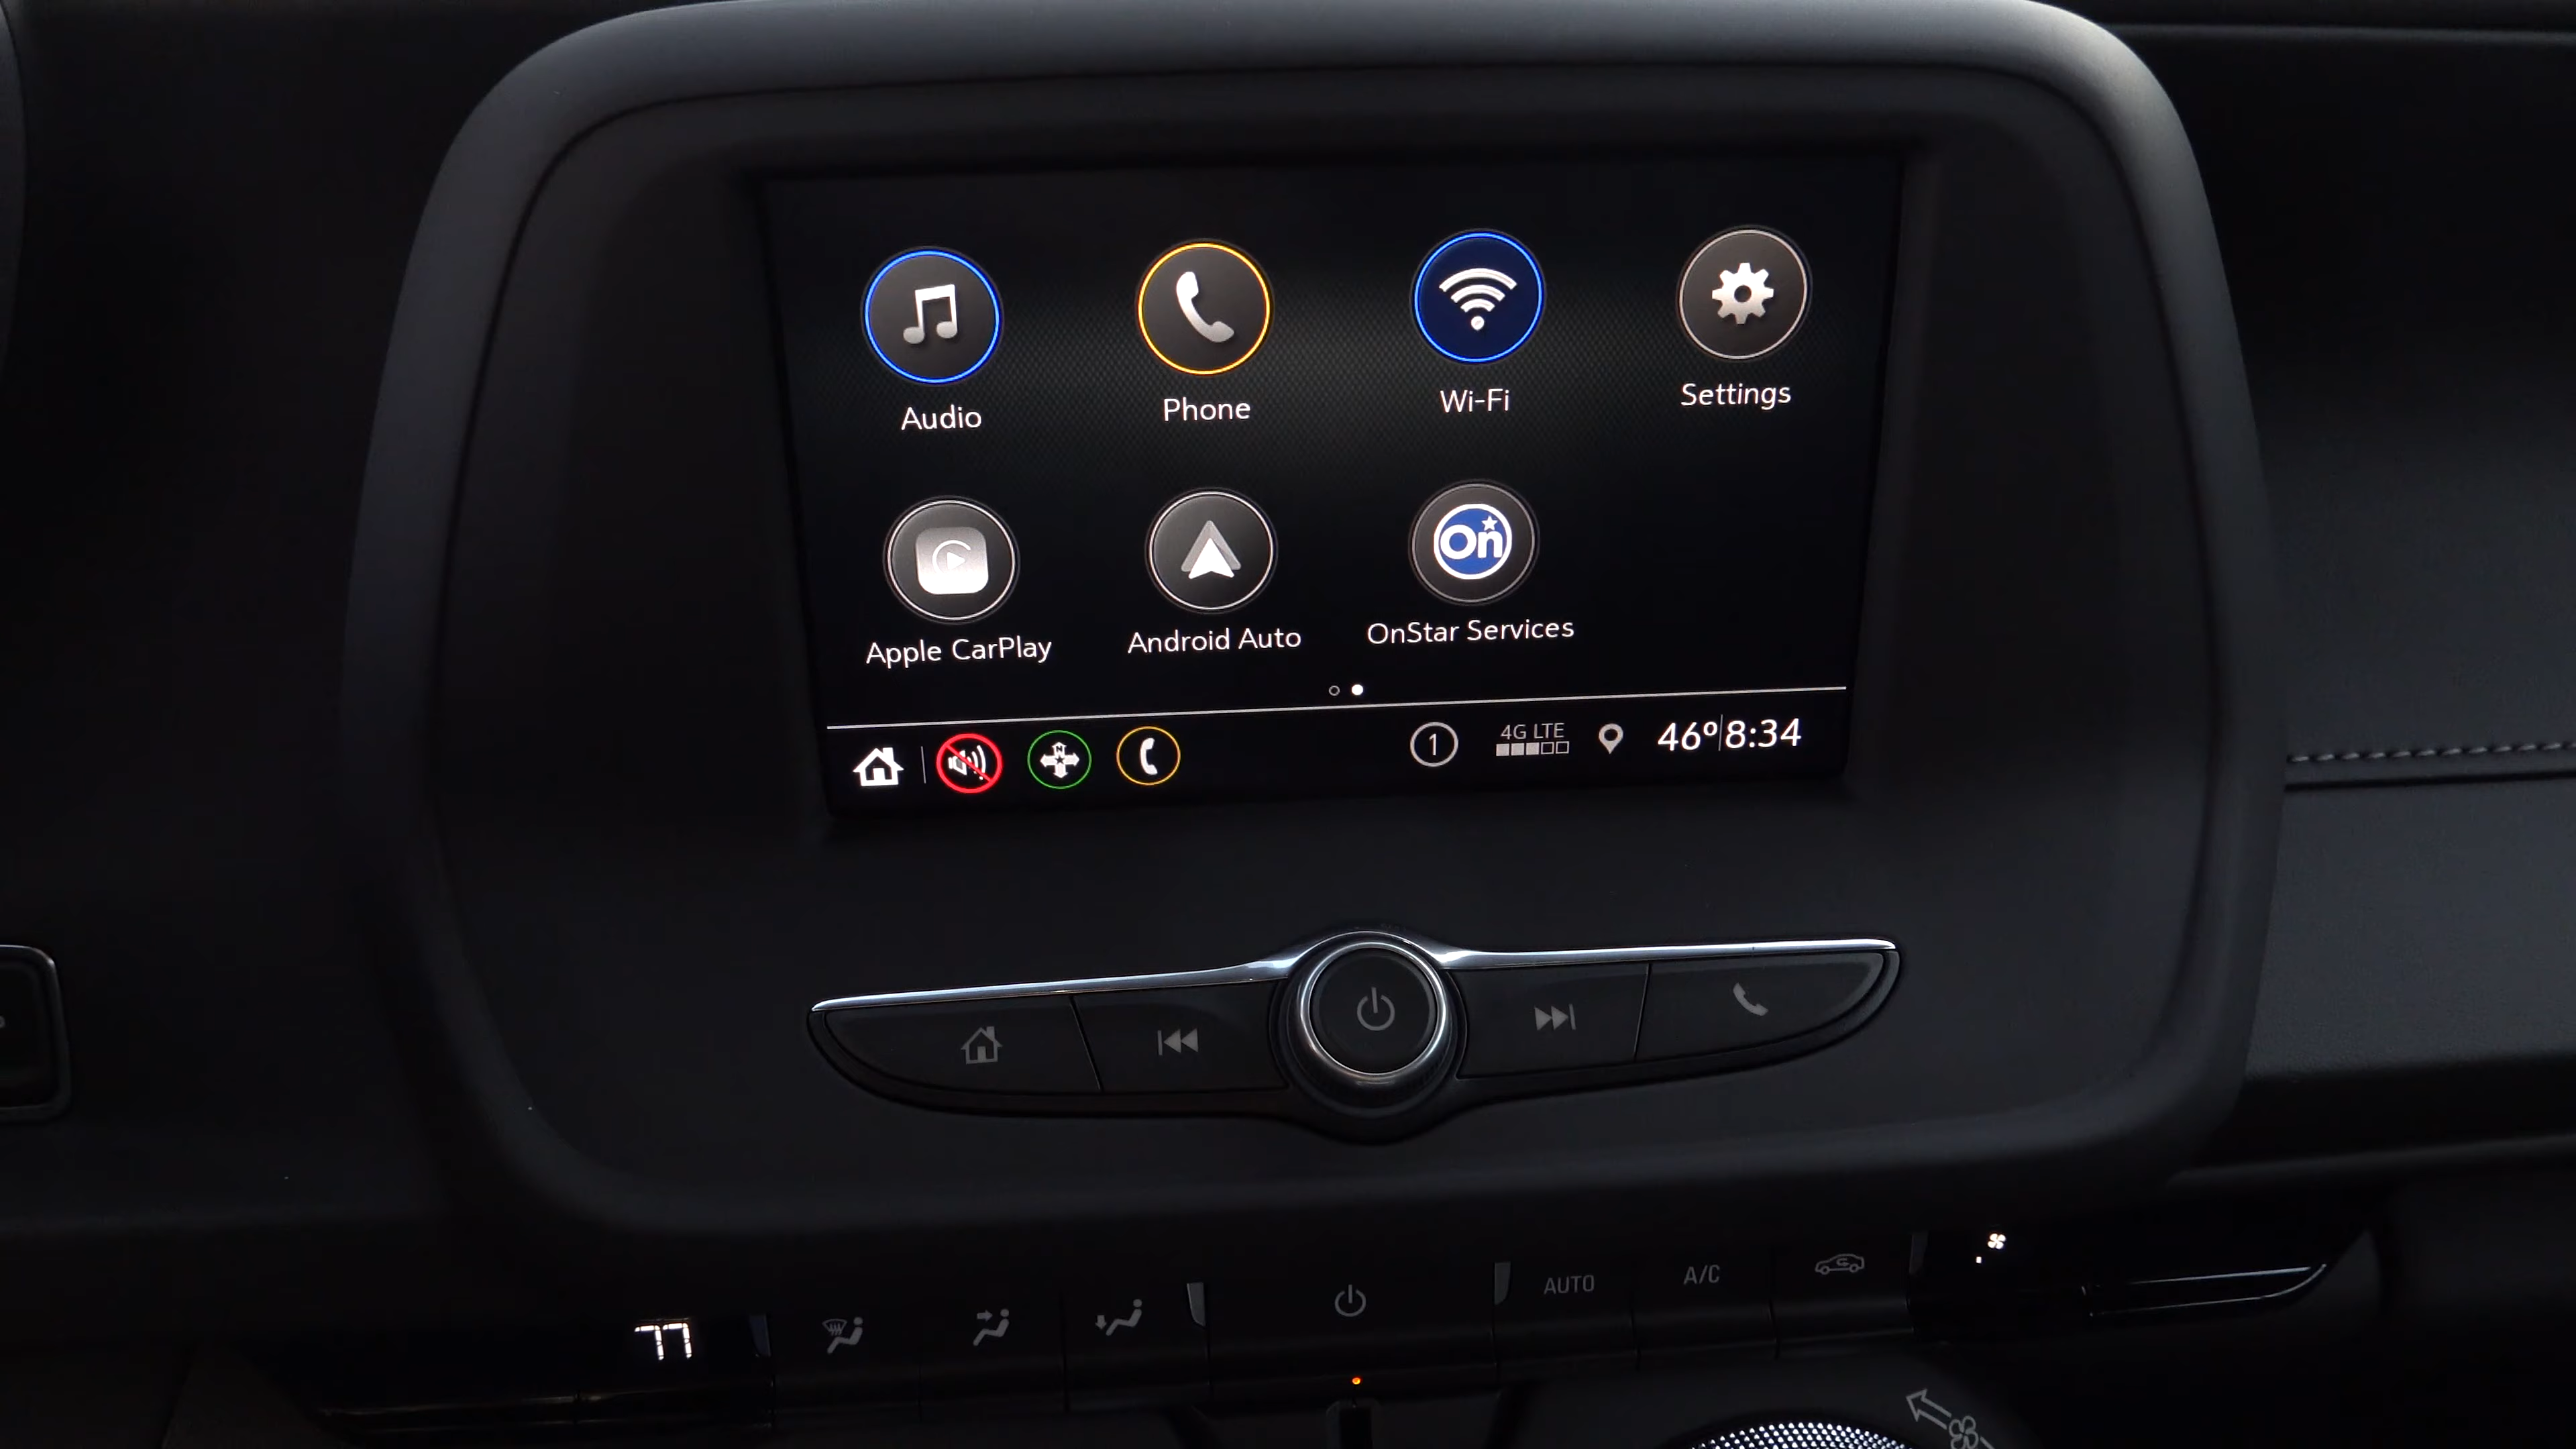 Audio
Phone
Wi-Fi
Settings
Apple CarPlay
Android Auto
On
OnStar Services
N
1
4G LTE
46° 8:34
77
AUTO
A/C